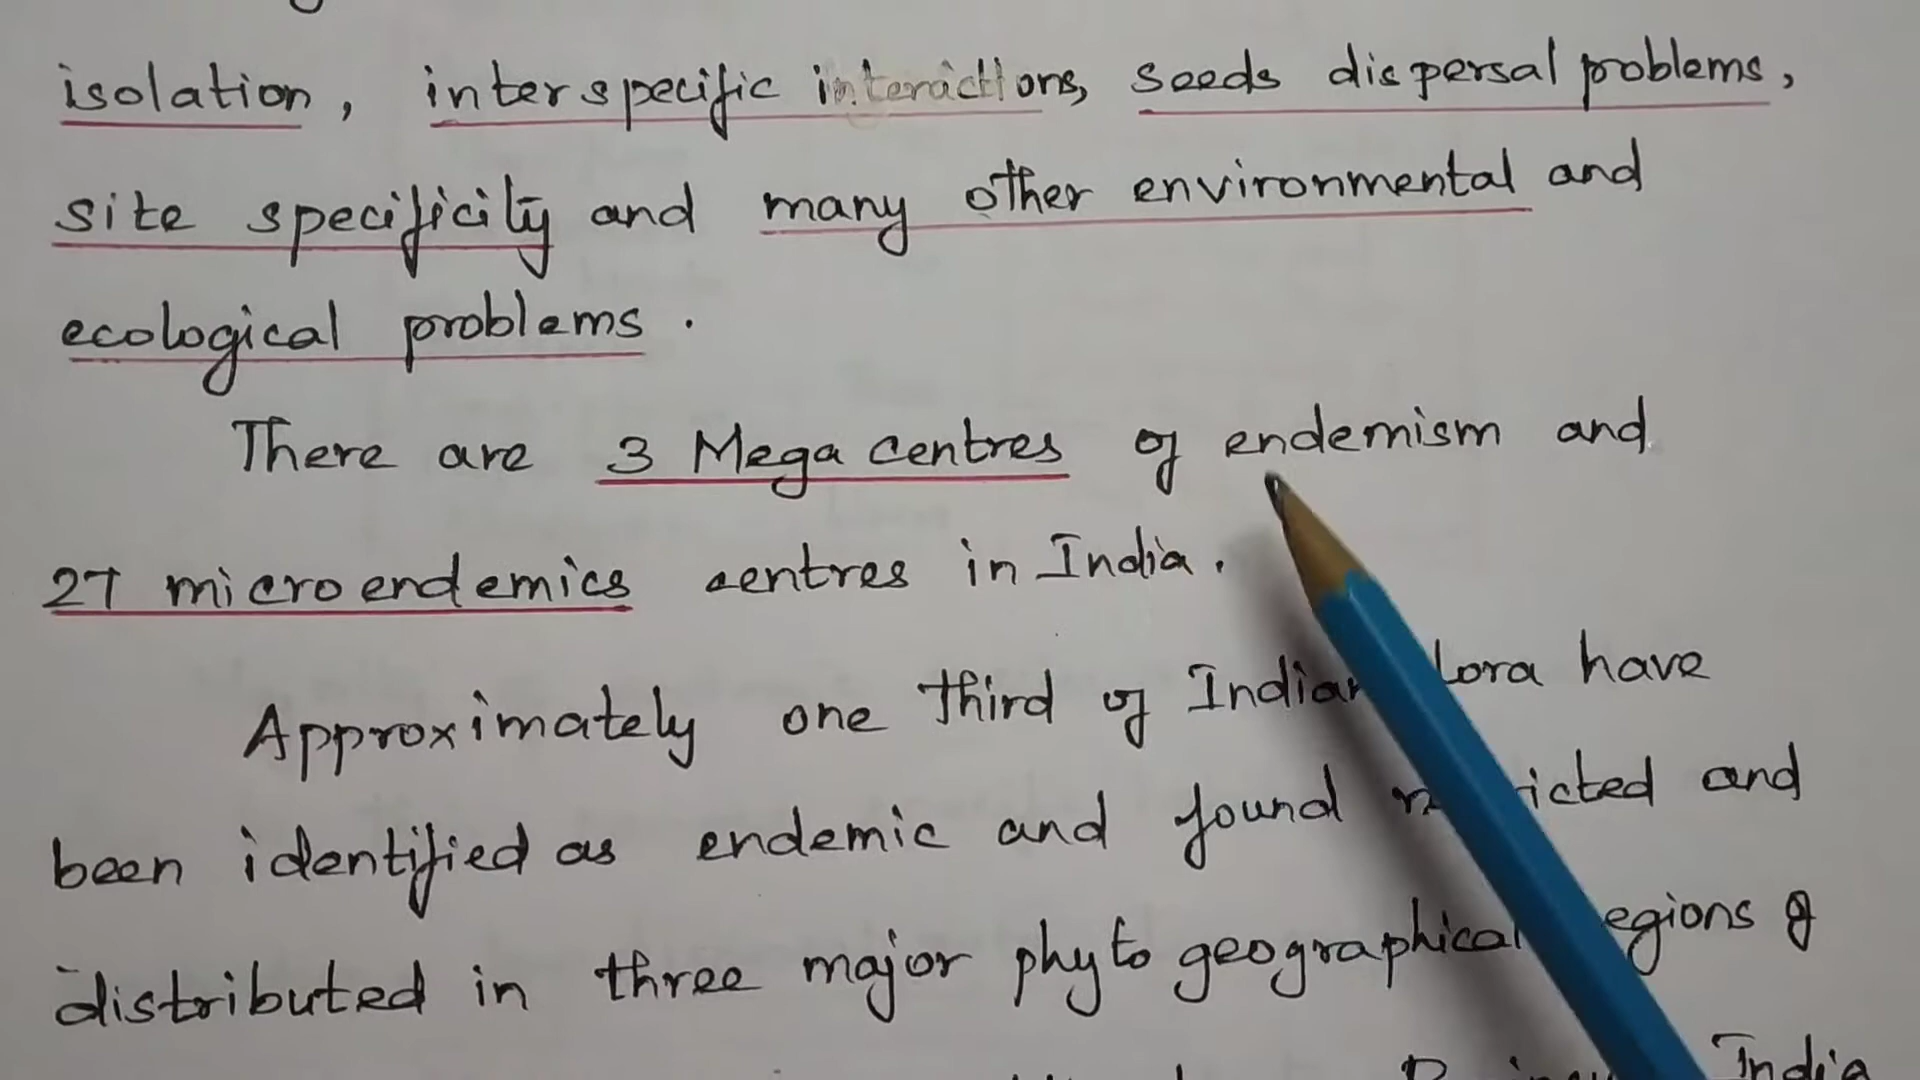 isolation, interspecific interactions, seeds dispersal problems,
site specificity and many other environmental and
ecological problems.
There are 3 Mega centres of endemism and
27 microendemics centres in India.
Approximately one third of Indian lora have
been identified as endemic and found icted and
distributed in three major phytogeographical egions of
India